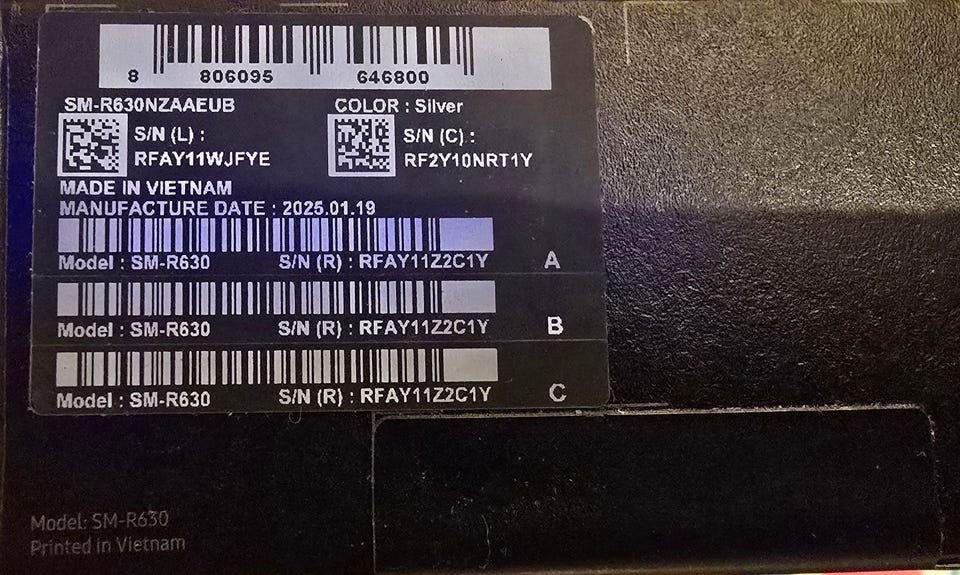 8 806095 646800
SM-R630NZAAEUB COLOR : Silver
S/N (L) : S/N (C) :
RFAY11WJFYE RF2Y10NRT1Y
MADE IN VIETNAM
MANUFACTURE DATE : 2025.01.19
Model : SM-R630 S/N (R) : RFAY11Z2C1Y A
Model : SM-R630 S/N (R) : RFAY11Z2C1Y B
Model : SM-R630 S/N (R) : RFAY11Z2C1Y C
Model: SM-R630
Printed in Vietnam